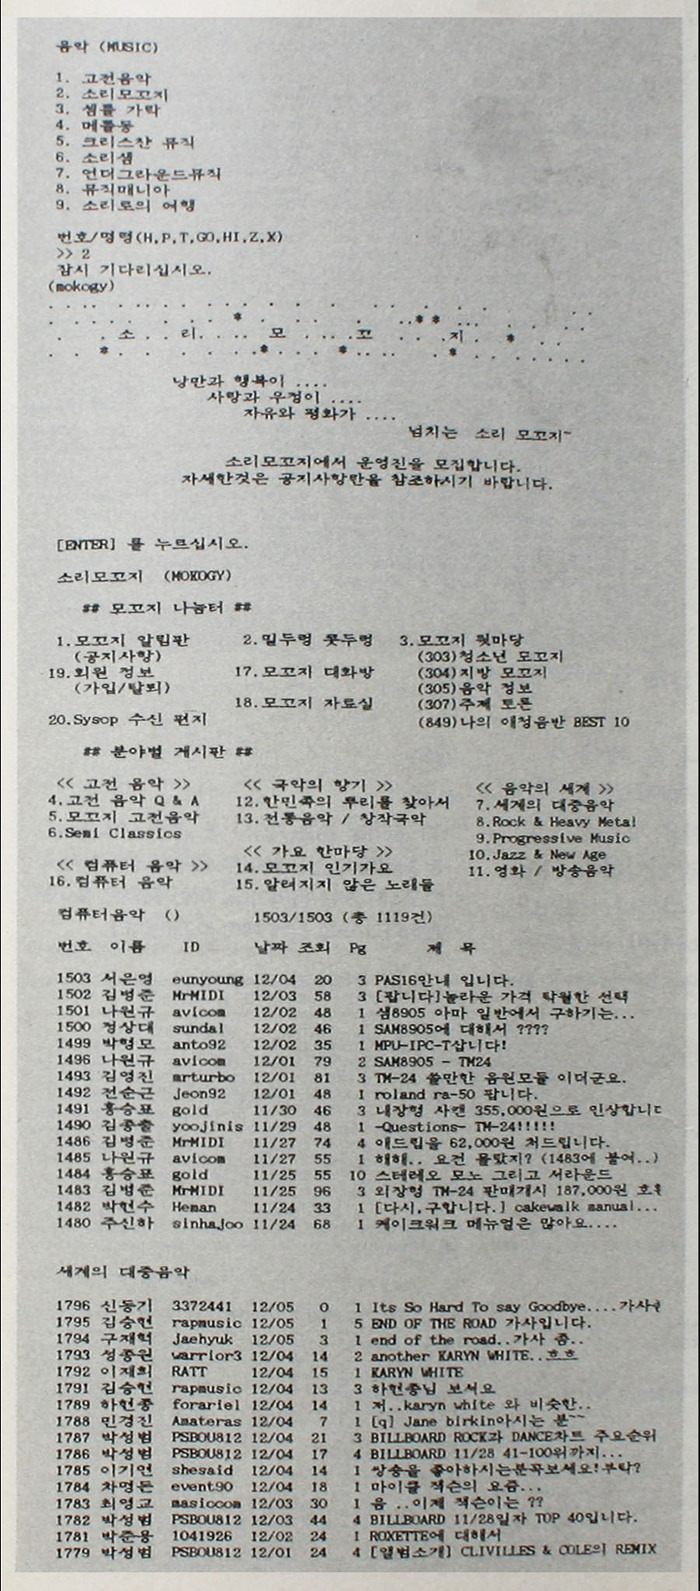 음악 (MUSIC)
1. 고전음악
2. 소리모꼬지
3. 셈틀 가락
4. 메틀동
5. 크리스찬 뮤직
6. 소리샘
7. 언더그라운드뮤직
8. 뮤직매니아
9. 소리로의 여행
번호/명령(H,P,T,GO,HI,Z,X)
>> 2
잠시 기다리십시오.
(mokogy)
소 리 모 꼬 지
낭만과 행복이 ....
사랑과 우정이 ....
자유와 평화가 ....
넘치는 소리 모꼬지~
소리모꼬지에서 운영진을 모집합니다.
자세한것은 공지사항란을 참조하시기 바랍니다.
[ENTER] 를 누르십시오.
소리모꼬지 (MOKOGY)
## 모꼬지 나눔터 ##
1.모꼬지 알림판 2.밀두렁 못두렁 3.모꼬지 뒷마당
(공지사항) (303)청소년 모꼬지
19.회원 정보 17.모꼬지 대화방 (304)지방 모꼬지
(가입/탈퇴) (305)음악 정보
18.모꼬지 자료실 (307)주제 토론
20.Sysop 수신 편지 (849)나의 애청음반 BEST 10
## 분야별 게시판 ##
<< 고전 음악 >> << 국악의 향기 >> << 음악의 세계 >>
4.고전 음악 Q & A 12.한민족의 뿌리를 찾아서 7.세계의 대중음악
5.모꼬지 고전음악 13.전통음악 / 창작국악 8.Rock & Heavy Metal
6.Semi Classics 9.Progressive Music
<< 가요 한마당 >> 10.Jazz & New Age
<< 컴퓨터 음악 >> 14.모꼬지 인기가요 11.영화 / 방송음악
16.컴퓨터 음악 15.알려지지 않은 노래들
컴퓨터음악 () 1503/1503 (총 1119건)
번호 이름 ID 날짜 조회 Pg 제 목
1503 서은영 eunyoung 12/04 20 3 PAS16안내 입니다.
1502 김병준 MrMIDI 12/03 58 3 [팝니다]놀라운 가격 탁월한 선택
1501 나원규 avicom 12/02 48 1 샘8905 아마 일반에서 구하기는...
1500 정상대 sundal 12/02 46 1 SAM8905에 대해서 ????
1499 박형모 anto92 12/02 35 1 MPU-IPC-T삽니다!
1496 나원규 avicom 12/01 79 2 SAM8905 - TM24
1493 김영진 mrturbo 12/01 81 3 TM-24 쓸만한 음원모듈 이더군요.
1492 전순근 Jeon92 12/01 48 1 roland ra-50 팝니다.
1491 홍승표 gold 11/30 46 3 내장형 사캔 355,000원으로 인상합니다
1490 김종률 yoojinis 11/29 48 1 -Questions- TM-24!!!!!
1486 김병준 MrMIDI 11/27 74 4 애드립을 62,000원 쳐드립니다.
1485 나원규 avicom 11/27 55 1 해해.. 요건 몰랐지? (1483에 붙여..)
1484 홍승표 gold 11/25 55 10 스테레오 모노 그리고 서라운드
1483 김병준 MrMIDI 11/25 96 3 외장형 TM-24 판매개시 187,000원
1482 박현수 Heman 11/24 33 1 [다시,구합니다.] cakewalk manual...
1480 주신하 sinhajoo 11/24 68 1 케이크워크 메뉴얼은 많아요....
세계의 대중음악
1796 신동기 3372441 12/05 0 1 Its So Hard To say Goodbye....가사
1795 김승헌 rapmusic 12/05 1 5 END OF THE ROAD 가사입니다.
1794 구재혁 Jaehyuk 12/05 3 1 end of the road..가사 좀..
1793 성종원 warrior3 12/04 14 2 another KARYN WHITE..흐흐
1792 이재희 RATT 12/04 15 1 KARYN WHITE
1791 김승헌 rapmusic 12/04 13 3 하헌종님 보셔요
1789 하헌종 forariel 12/04 14 1 저..karyn white 와 비슷한..
1788 민경진 Amateras 12/04 7 1 [q] Jane birkin아시는 분~~
1787 박성범 PSBOU812 12/04 21 3 BILLBOARD ROCK과 DANCE차트 주요순위
1786 박성범 PSBOU812 12/04 17 4 BILLBOARD 11/28 41-100위까지...
1785 이기언 shesaid 12/04 14 1 쌍송을 좋아하시는분꼭보세요!부탁?
1784 차명돈 event90 12/04 18 1 마이클 잭슨의 요즘...
1783 최영교 masiccom 12/03 30 1 음 ..이제 잭슨이는 ??
1782 박성범 PSBOU812 12/03 44 4 BILLBOARD 11/28일자 TOP 40입니다.
1781 박준용 1041926 12/02 24 1 ROXETTE에 대해서
1779 박성범 PSBOU812 12/01 24 4 [앨범소개] CLIVILLES & COLE의 REMIX